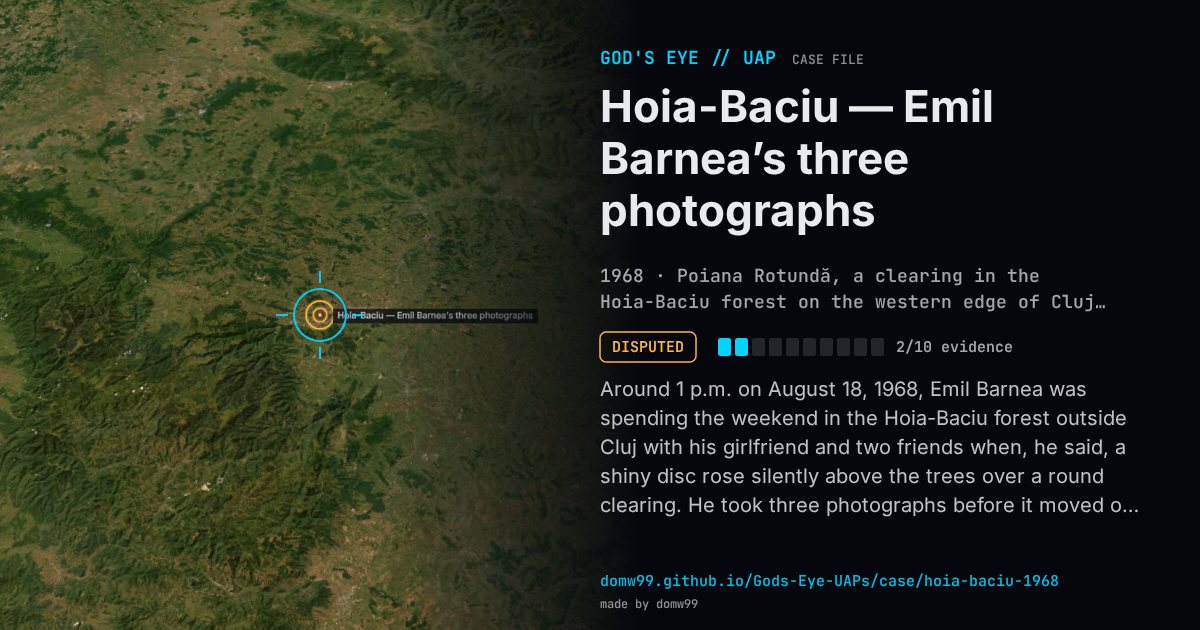 GOD'S EYE // UAP CASE FILE
Hoia-Baciu — Emil
Barnea’s three
photographs
1968 · Poiana Rotundă, a clearing in the
Hoia-Baciu forest on the western edge of Cluj…
DISPUTED 2/10 evidence
Around 1 p.m. on August 18, 1968, Emil Barnea was
spending the weekend in the Hoia-Baciu forest outside
Cluj with his girlfriend and two friends when, he said, a
shiny disc rose silently above the trees over a round
clearing. He took three photographs before it moved o…
domw99.github.io/Gods-Eye-UAPs/case/hoia-baciu-1968
made by domw99
Hoia-Baciu — Emil Barnea’s three photographs